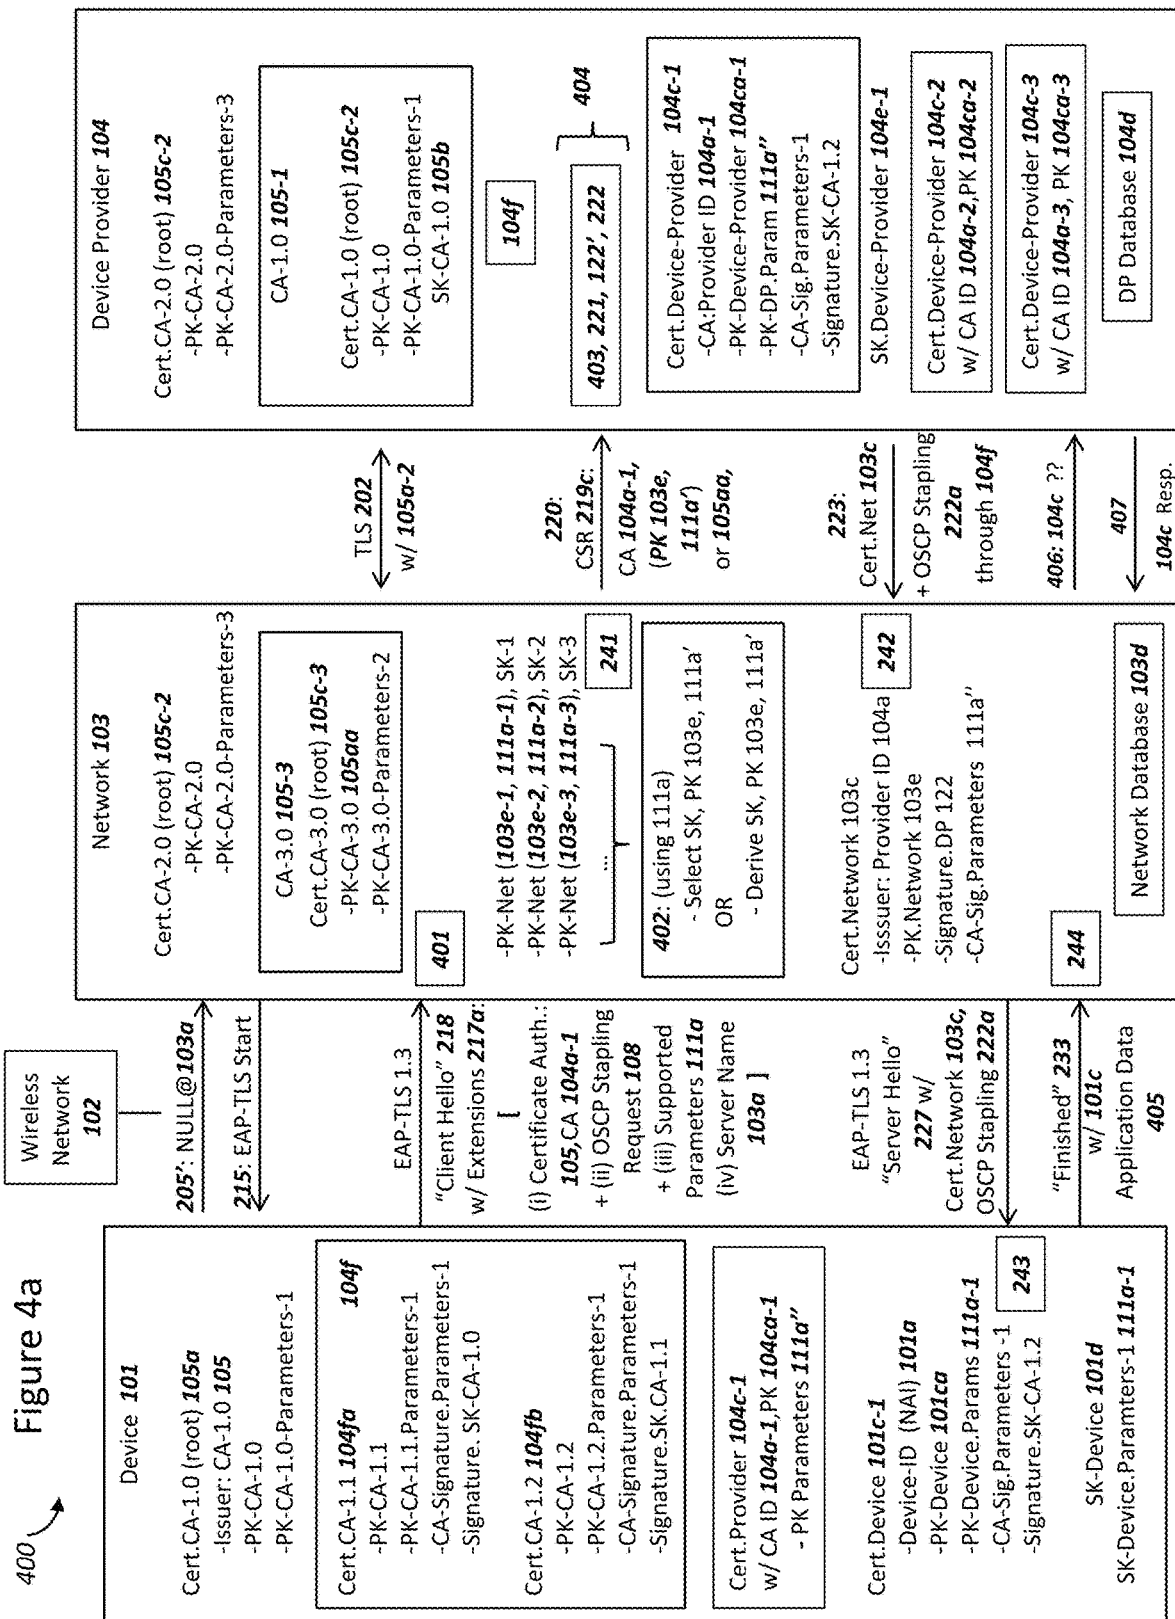 400
Figure 4a
Device 101
Cert.CA-1.0 (root) 105a
-Issuer: CA-1.0 105
-PK-CA-1.0
-PK-CA-1.0-Parameters-1
Cert.CA-1.1 104fa 104f
-PK-CA-1.1
-PK-CA-1.1.Parameters-1
-CA-Signature.Parameters-1
-Signature. SK-CA-1.0
Cert.CA-1.2 104fb
-PK-CA-1.2
-PK-CA-1.2.Parameters-1
-CA-Signature.Parameters-1
-Signature.SK.CA-1.1
Cert.Provider 104c-1
w/ CA ID 104a-1,PK 104ca-1
- PK Parameters 111a”
Cert.Device 101c-1
-Device-ID (NAI) 101a
-PK-Device 101ca
-PK-Device.Params 111a-1
-CA-Sig.Parameters -1
-Signature.SK-CA-1.2
243
SK-Device 101d
SK-Device.Paramters-1 111a-1
Wireless
Network
102
205’: NULL@103a
215: EAP-TLS Start
EAP-TLS 1.3
“Client Hello” 218
w/ Extensions 217a:
[
(i) Certificate Auth.:
105,CA 104a-1
+ (ii) OSCP Stapling
Request 108
+ (iii) Supported
Parameters 111a
(iv) Server Name
103a ]
EAP-TLS 1.3
“Server Hello”
227 w/
Cert.Network 103c,
OSCP Stapling 222a
“Finished” 233
w/ 101c
Application Data
405
Network 103
Cert.CA-2.0 (root) 105c-2
-PK-CA-2.0
-PK-CA-2.0-Parameters-3
CA-3.0 105-3
Cert.CA-3.0 (root) 105c-3
-PK-CA-3.0 105aa
-PK-CA-3.0-Parameters-2
401
-PK-Net (103e-1, 111a-1), SK-1
-PK-Net (103e-2, 111a-2), SK-2
-PK-Net (103e-3, 111a-3), SK-3
...
241
402: (using 111a)
- Select SK, PK 103e, 111a’
OR
- Derive SK, PK 103e, 111a’
Cert.Network 103c
-Isssuer: Provider ID 104a
-PK.Network 103e
-Signature.DP 122
-CA-Sig.Parameters 111a”
242
244
Network Database 103d
TLS 202
w/ 105a-2
220:
CSR 219c:
CA 104a-1,
(PK 103e,
111a’)
or 105aa,
223:
Cert.Net 103c
+ OSCP Stapling
222a
through 104f
406: 104c ??
407
104c Resp.
Device Provider 104
Cert.CA-2.0 (root) 105c-2
-PK-CA-2.0
-PK-CA-2.0-Parameters-3
CA-1.0 105-1
Cert.CA-1.0 (root) 105c-2
-PK-CA-1.0
-PK-CA-1.0-Parameters-1
SK-CA-1.0 105b
104f
403, 221, 122’, 222
404
Cert.Device-Provider 104c-1
-CA:Provider ID 104a-1
-PK-Device-Provider 104ca-1
-PK-DP.Param 111a”
-CA-Sig.Parameters-1
-Signature.SK-CA-1.2
SK.Device-Provider 104e-1
Cert.Device-Provider 104c-2
w/ CA ID 104a-2,PK 104ca-2
Cert.Device-Provider 104c-3
w/ CA ID 104a-3, PK 104ca-3
DP Database 104d